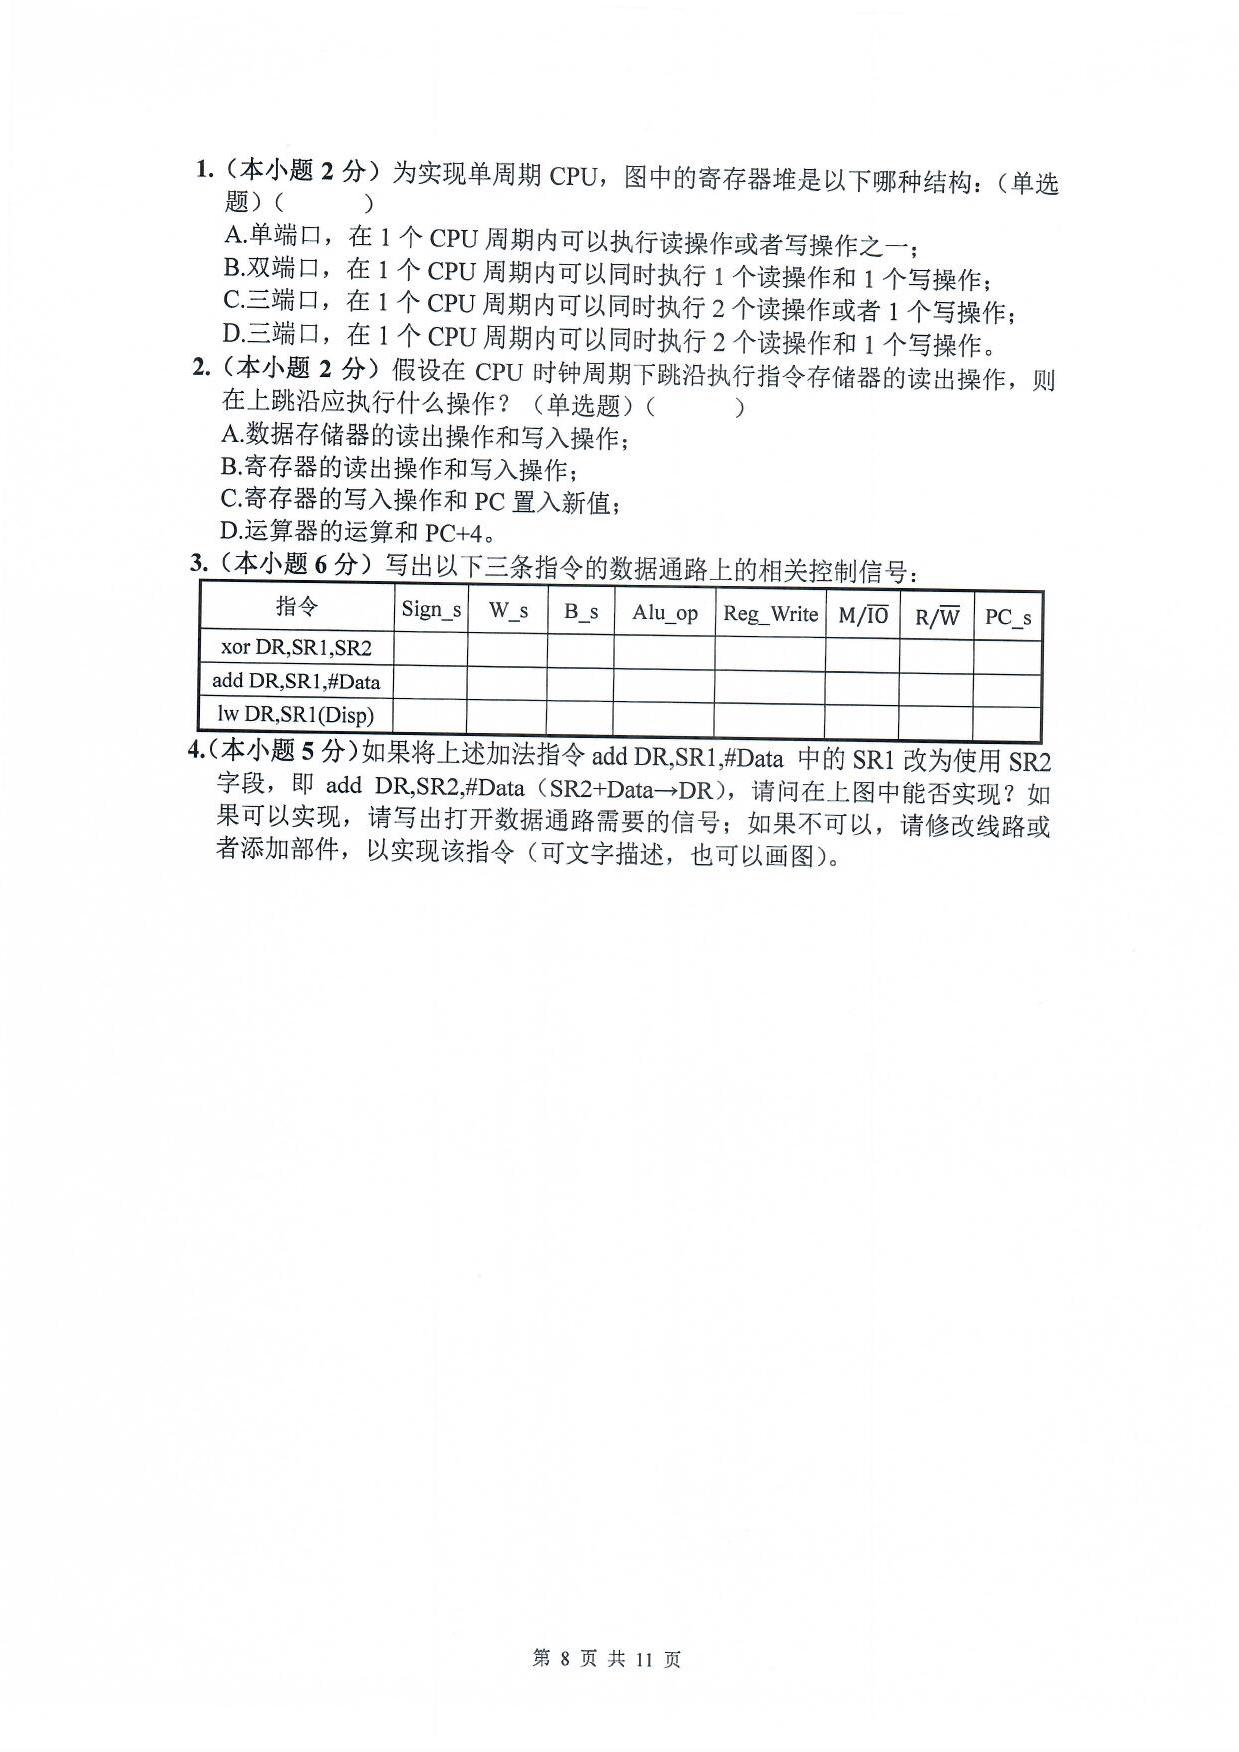 1.（本小题 2 分）为实现单周期 CPU，图中的寄存器堆是以下哪种结构：（单选
题）（      ）
A.单端口，在 1 个 CPU 周期内可以执行读操作或者写操作之一；
B.双端口，在 1 个 CPU 周期内可以同时执行 1 个读操作和 1 个写操作；
C.三端口，在 1 个 CPU 周期内可以同时执行 2 个读操作或者 1 个写操作；
D.三端口，在 1 个 CPU 周期内可以同时执行 2 个读操作和 1 个写操作。
2.（本小题 2 分）假设在 CPU 时钟周期下跳沿执行指令存储器的读出操作，则
在上跳沿应执行什么操作？（单选题）（      ）
A.数据存储器的读出操作和写入操作；
B.寄存器的读出操作和写入操作；
C.寄存器的写入操作和 PC 置入新值；
D.运算器的运算和 PC+4。
3.（本小题 6 分）写出以下三条指令的数据通路上的相关控制信号：
指令 Sign_s W_s B_s Alu_op Reg_Write M/I̅O̅ R/W̅ PC_s
xor DR,SR1,SR2
add DR,SR1,#Data
lw DR,SR1(Disp)
4.（本小题 5 分）如果将上述加法指令 add DR,SR1,#Data 中的 SR1 改为使用 SR2
字段，即 add DR,SR2,#Data（SR2+Data→DR），请问在上图中能否实现？如
果可以实现，请写出打开数据通路需要的信号；如果不可以，请修改线路或
者添加部件，以实现该指令（可文字描述，也可以画图）。
第 8 页 共 11 页